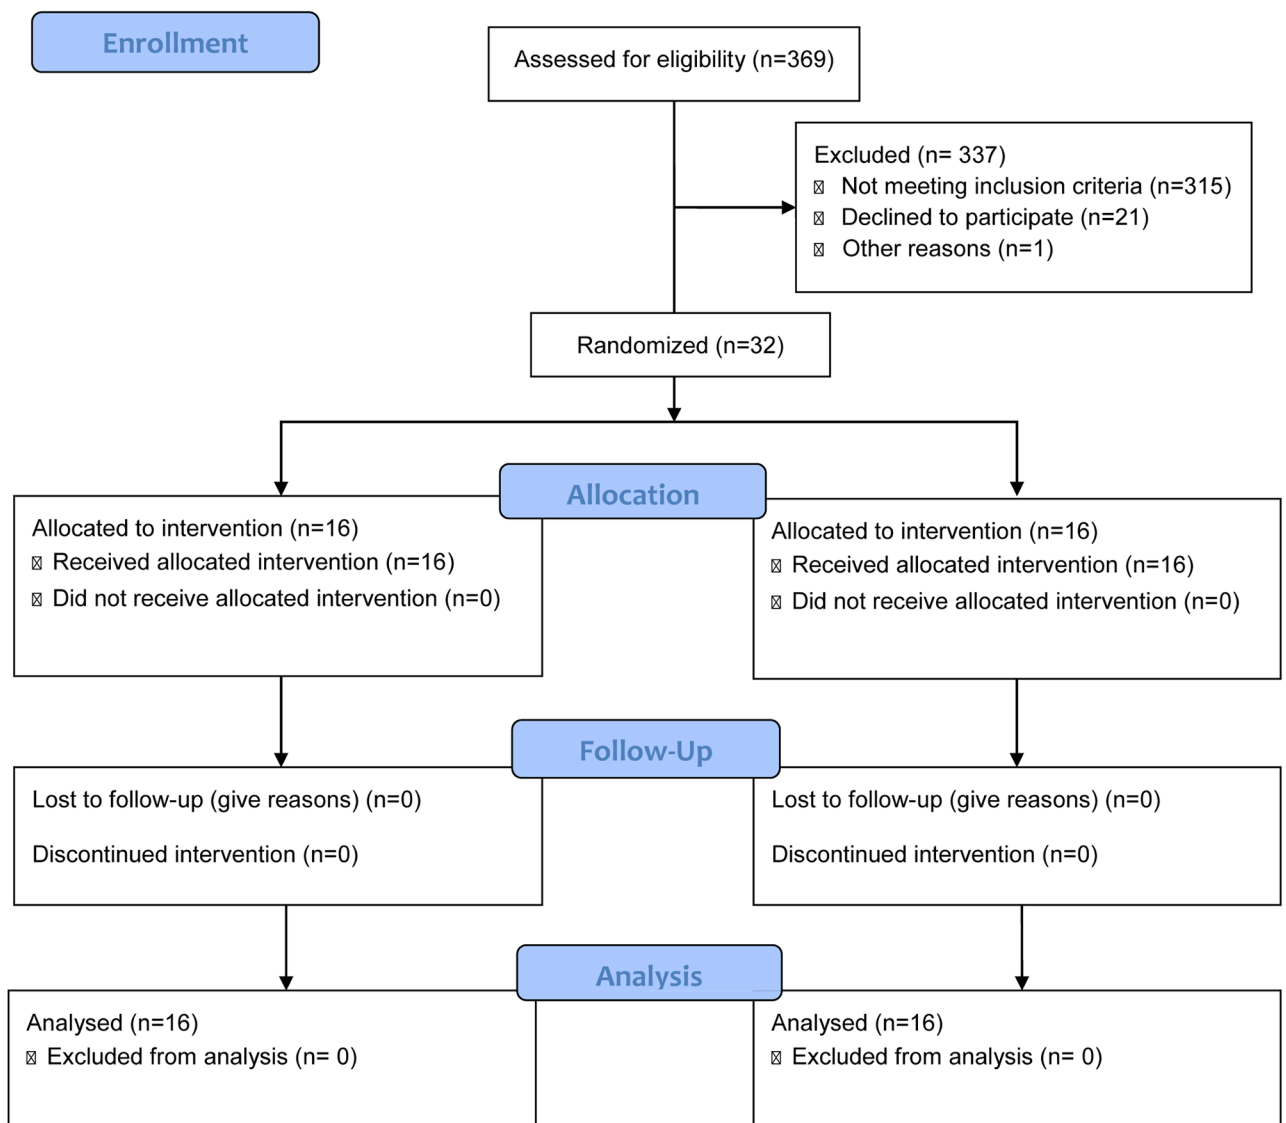 Enrollment
Assessed for eligibility (n=369)
Excluded (n= 337)
Not meeting inclusion criteria (n=315)
Declined to participate (n=21)
Other reasons (n=1)
Randomized (n=32)
Allocation
Allocated to intervention (n=16)
Received allocated intervention (n=16)
Did not receive allocated intervention (n=0)
Allocated to intervention (n=16)
Received allocated intervention (n=16)
Did not receive allocated intervention (n=0)
Follow-Up
Lost to follow-up (give reasons) (n=0)
Discontinued intervention (n=0)
Lost to follow-up (give reasons) (n=0)
Discontinued intervention (n=0)
Analysis
Analysed (n=16)
Excluded from analysis (n= 0)
Analysed (n=16)
Excluded from analysis (n= 0)